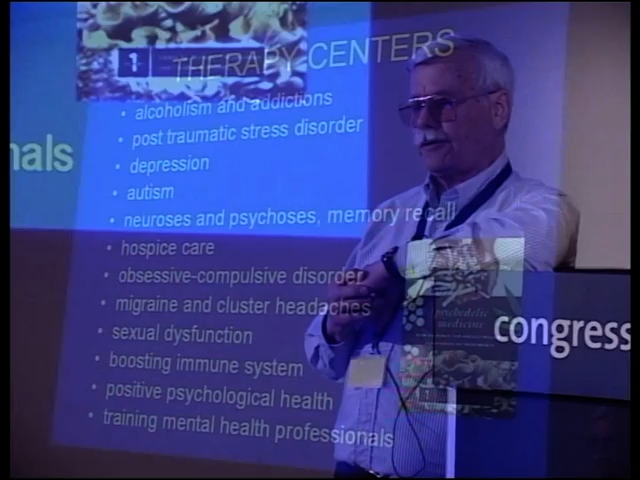 1
THERAPY CENTERS
• alcoholism and addictions
• post traumatic stress disorder
nals
• depression
• autism
• neuroses and psychoses, memory recall
• hospice care
• obsessive-compulsive disorder
• migraine and cluster headaches
psychedelic
medicine
congress
• sexual dysfunction
• boosting immune system
• positive psychological health
1
• training mental health professionals